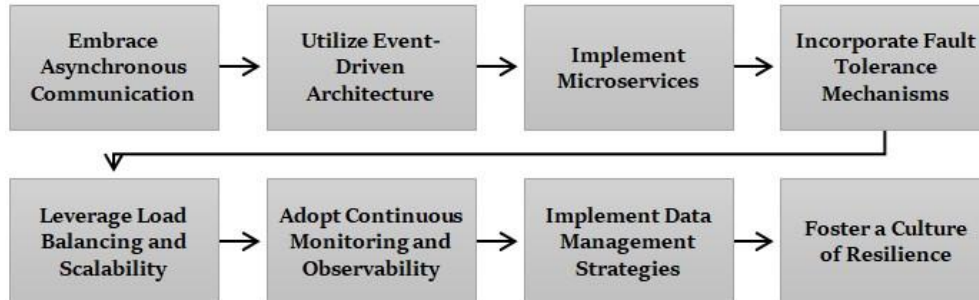 Embrace
Asynchronous
Communication
Utilize Event-
Driven
Architecture
Implement
Microservices
Incorporate Fault
Tolerance
Mechanisms
Leverage Load
Balancing and
Scalability
Adopt Continuous
Monitoring and
Observability
Implement Data
Management
Strategies
Foster a Culture
of Resilience